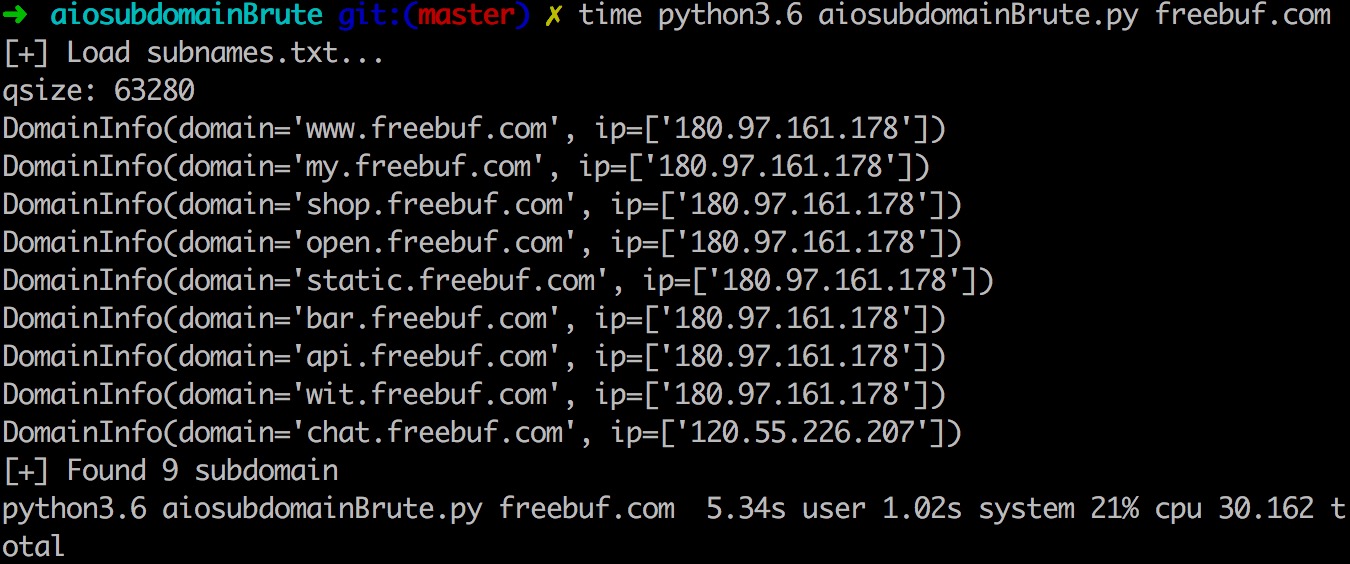 ➜ aiosubdomainBrute git:(master) ✗ time python3.6 aiosubdomainBrute.py freebuf.com
[+] Load subnames.txt...
qsize: 63280
DomainInfo(domain='www.freebuf.com', ip=['180.97.161.178'])
DomainInfo(domain='my.freebuf.com', ip=['180.97.161.178'])
DomainInfo(domain='shop.freebuf.com', ip=['180.97.161.178'])
DomainInfo(domain='open.freebuf.com', ip=['180.97.161.178'])
DomainInfo(domain='static.freebuf.com', ip=['180.97.161.178'])
DomainInfo(domain='bar.freebuf.com', ip=['180.97.161.178'])
DomainInfo(domain='api.freebuf.com', ip=['180.97.161.178'])
DomainInfo(domain='wit.freebuf.com', ip=['180.97.161.178'])
DomainInfo(domain='chat.freebuf.com', ip=['120.55.226.207'])
[+] Found 9 subdomain
python3.6 aiosubdomainBrute.py freebuf.com  5.34s user 1.02s system 21% cpu 30.162 t
otal